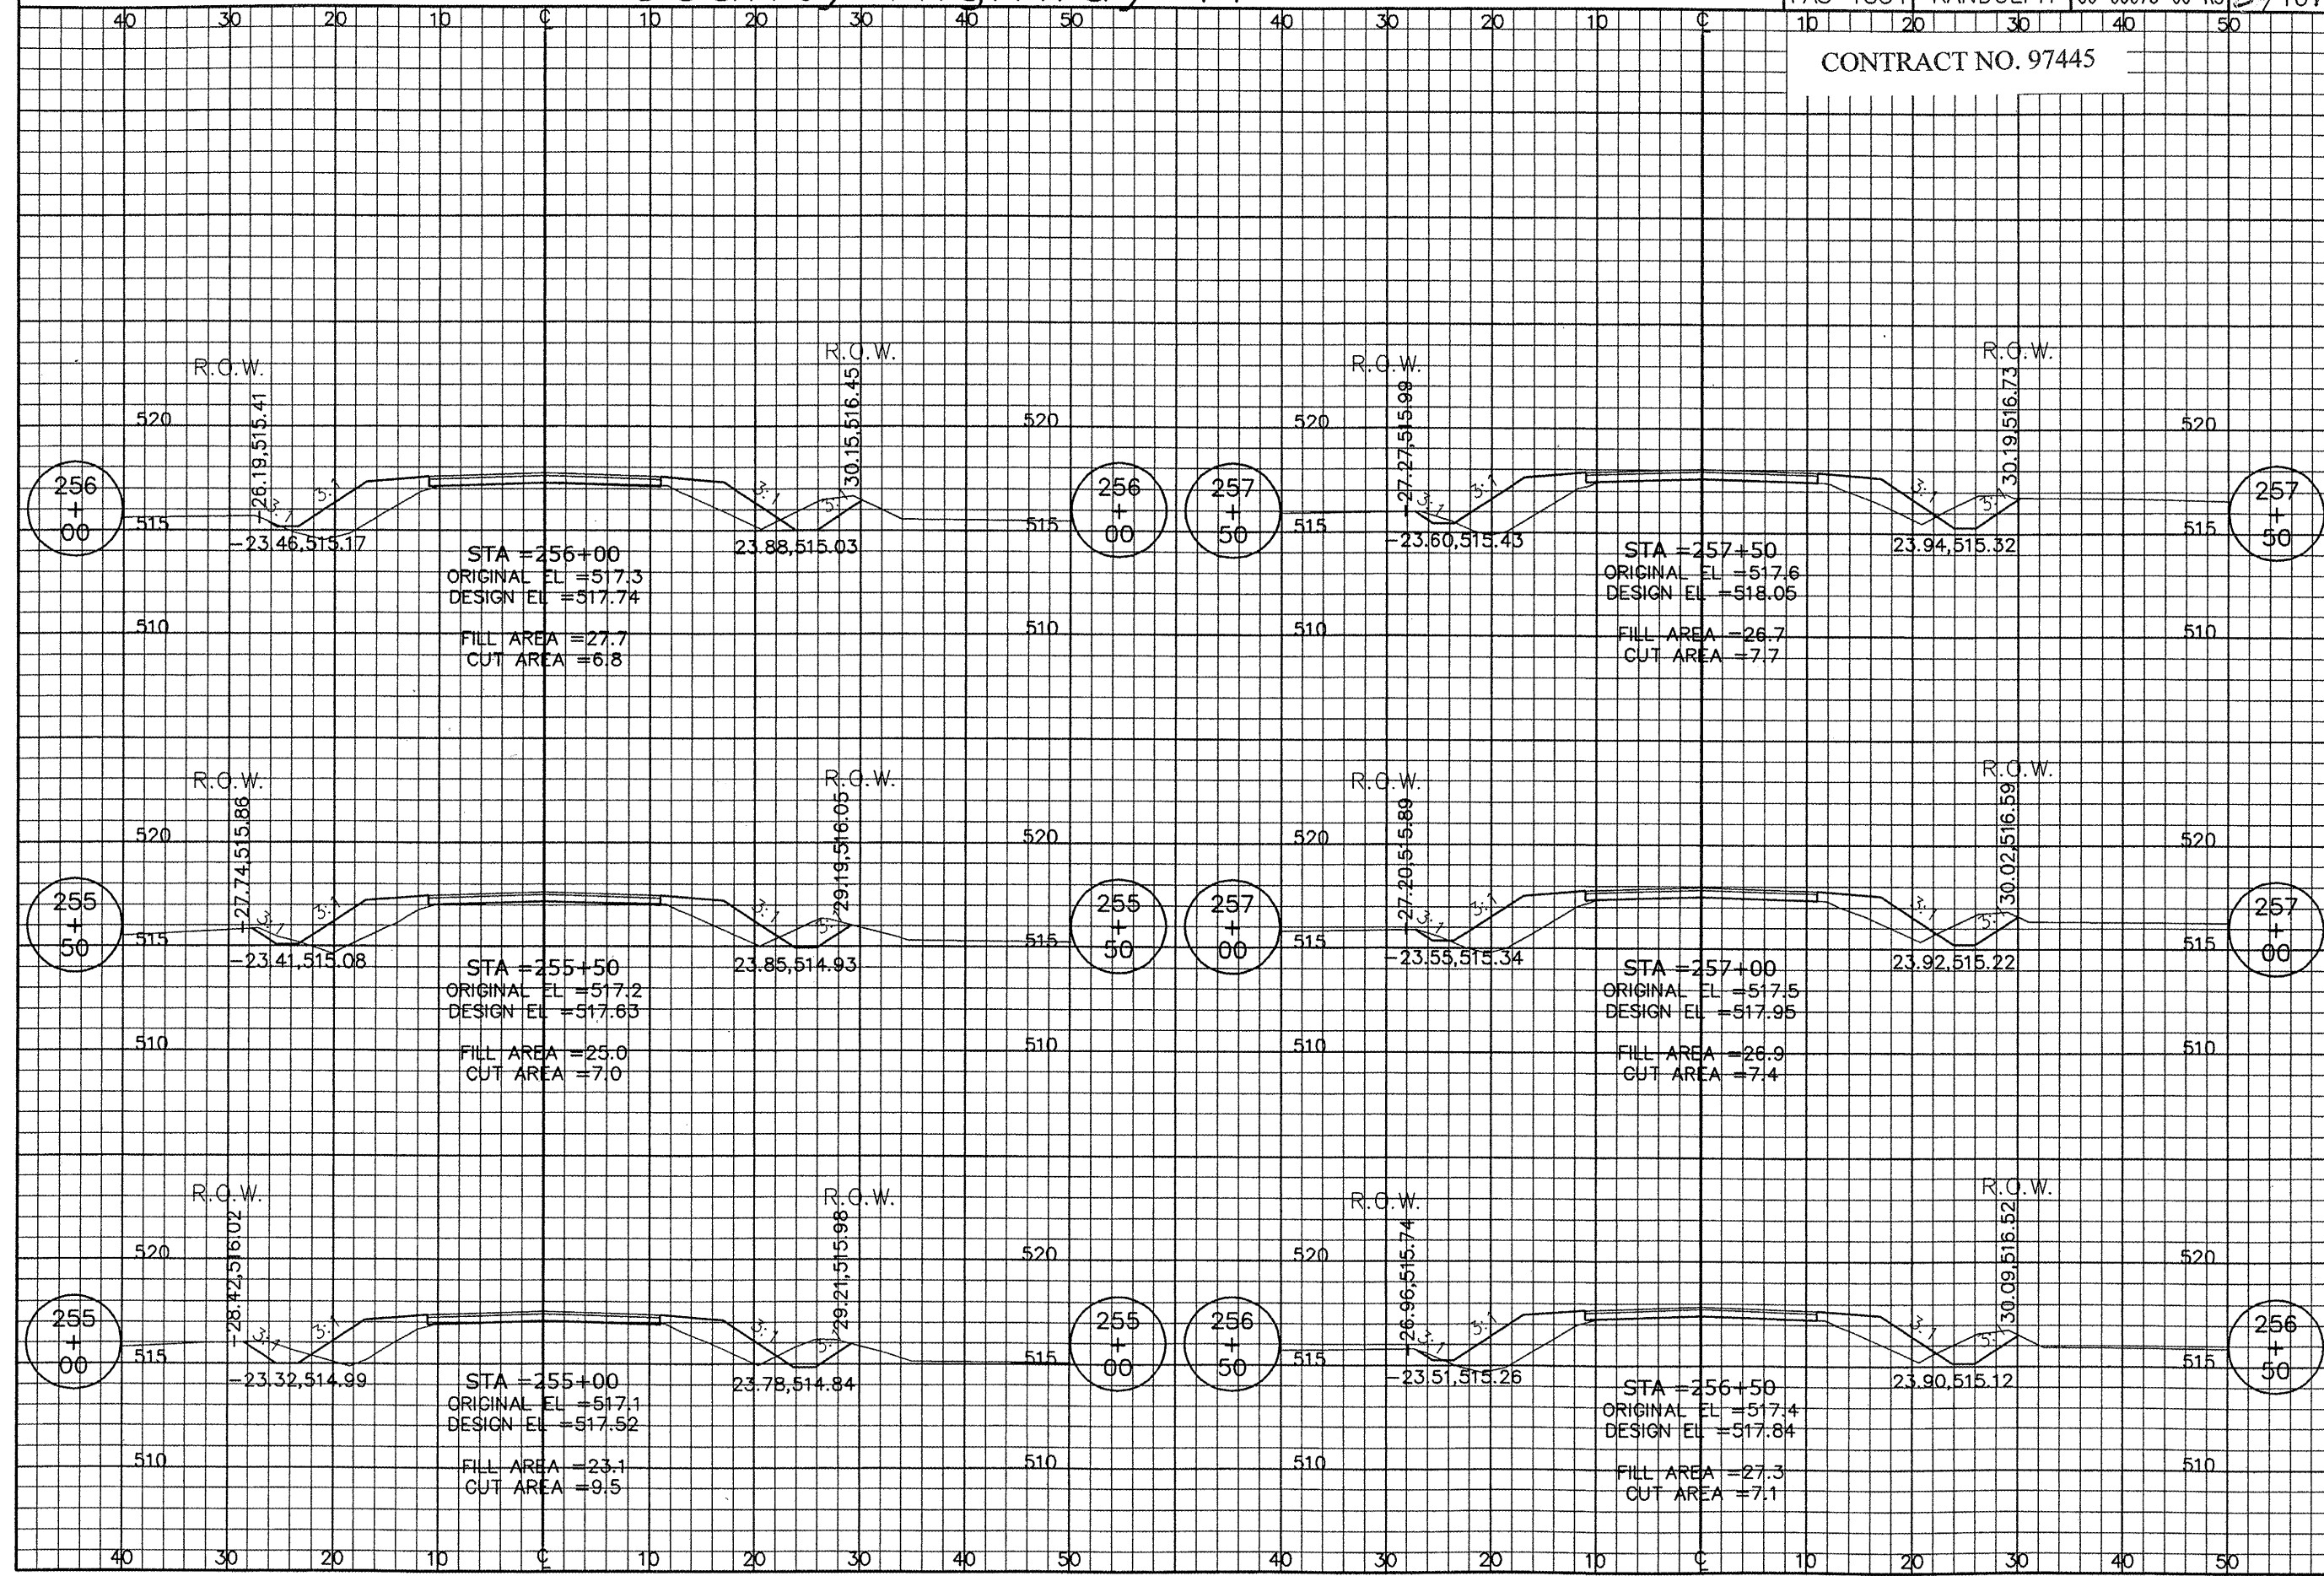 40 30 20 10 C 10 20 30 40 50 40 30 20 10 C 10 20 30 40 50
CONTRACT NO. 97445
R.O.W. R.O.W.
-26.19,515.41
30.15,516.45
520 520
256
+
00
3:1 3:1 3:1
256
+
00
515 515
-23.46,515.17 23.88,515.03
STA =256+00
ORIGINAL EL =517.3
DESIGN EL =517.74
510 510
FILL AREA =27.7
CUT AREA =6.8
R.O.W. R.O.W.
-27.27,515.99
30.19,516.73
520 520
257
+
50
3:1 3:1 3:1
257
+
50
515 515
-23.60,515.43 23.94,515.32
STA =257+50
ORIGINAL EL =517.6
DESIGN EL =518.05
510 510
FILL AREA =26.7
CUT AREA =7.7
R.O.W. R.O.W.
-27.74,515.86
29.19,516.05
520 520
255
+
50
3:1 3:1 3:1
255
+
50
515 515
-23.41,515.08 23.85,514.93
STA =255+50
ORIGINAL EL =517.2
DESIGN EL =517.63
510 510
FILL AREA =25.0
CUT AREA =7.0
R.O.W. R.O.W.
-27.20,515.89
30.02,516.59
520 520
257
+
00
3:1 3:1 3:1
257
+
00
515 515
-23.55,515.34 23.92,515.22
STA =257+00
ORIGINAL EL =517.5
DESIGN EL =517.95
510 510
FILL AREA =26.9
CUT AREA =7.4
R.O.W. R.O.W.
-28.42,516.02
29.21,515.98
520 520
255
+
00
3:1 3:1 3:1
255
+
00
515 515
-23.32,514.99 23.78,514.84
STA =255+00
ORIGINAL EL =517.1
DESIGN EL =517.52
510 510
FILL AREA =23.1
CUT AREA =9.5
R.O.W. R.O.W.
-26.96,515.74
30.09,516.52
520 520
256
+
50
3:1 3:1 3:1
256
+
50
515 515
-23.51,515.26 23.90,515.12
STA =256+50
ORIGINAL EL =517.4
DESIGN EL =517.84
510 510
FILL AREA =27.3
CUT AREA =7.1
40 30 20 10 C 10 20 30 40 50 40 30 20 10 C 10 20 30 40 50